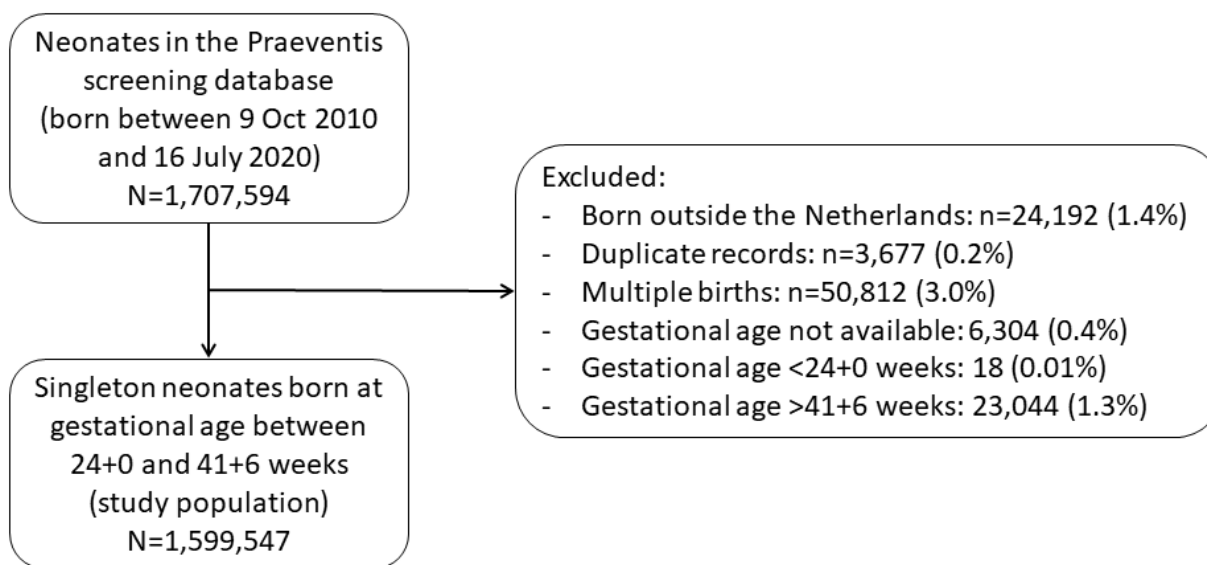 Neonates in the Praeventis
screening database
(born between 9 Oct 2010
and 16 July 2020)
N=1,707,594
Excluded:
- Born outside the Netherlands: n=24,192 (1.4%)
- Duplicate records: n=3,677 (0.2%)
- Multiple births: n=50,812 (3.0%)
- Gestational age not available: 6,304 (0.4%)
- Gestational age <24+0 weeks: 18 (0.01%)
- Gestational age >41+6 weeks: 23,044 (1.3%)
Singleton neonates born at
gestational age between
24+0 and 41+6 weeks
(study population)
N=1,599,547